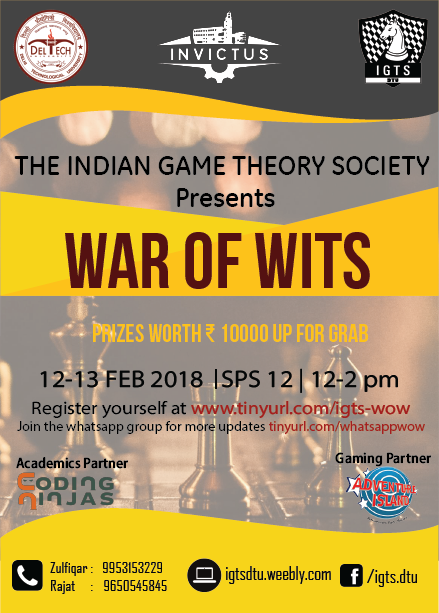 DELTECH
INVICTUS
IGTS
DTU
THE INDIAN GAME THEORY SOCIETY
Presents
WAR OF WITS
PRIZES WORTH ₹ 10000 UP FOR GRAB
12-13 FEB 2018 | SPS 12 | 12-2 pm
Register yourself at www.tinyurl.com/igts-wow
Join the whatsapp group for more updates tinyurl.com/whatsappwow
Academics Partner
CODING
NINJAS
Gaming Partner
ADVENTURE
ISLAND
Zulfiqar : 9953153229
Rajat : 9650545845
igtsdtu.weebly.com
/igts.dtu